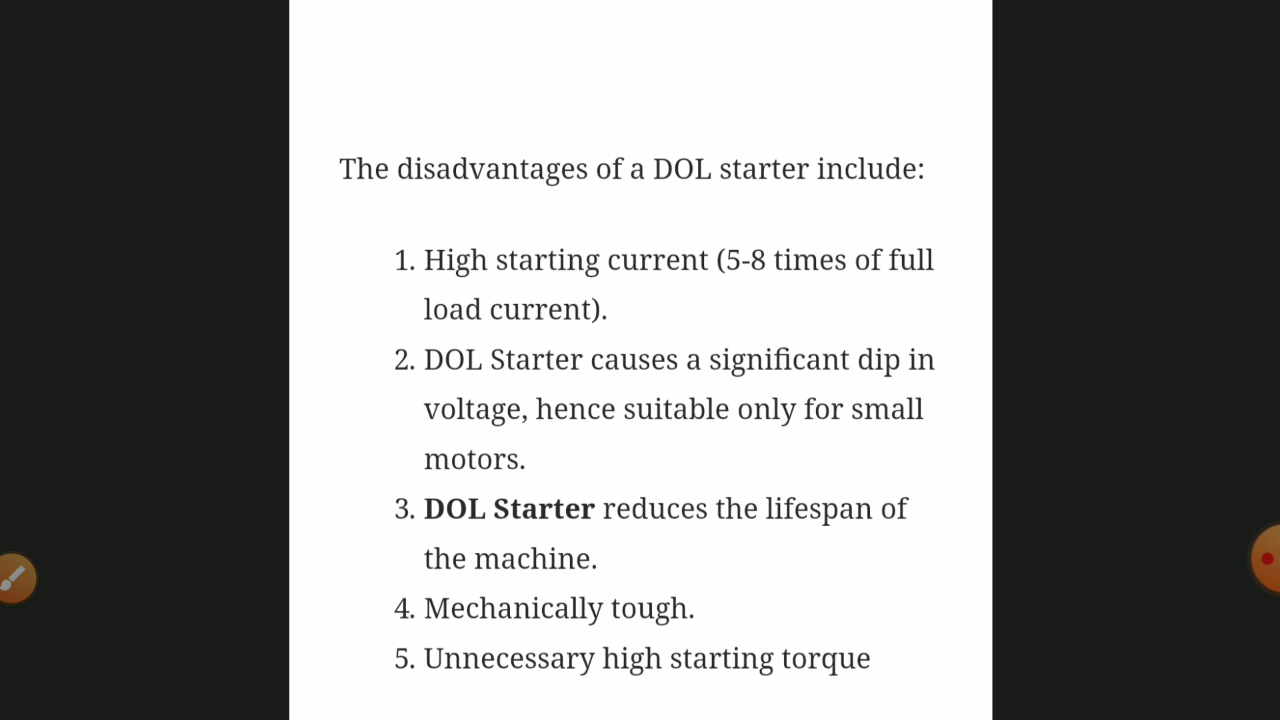 The disadvantages of a DOL starter include:
1. High starting current (5-8 times of full
load current).
2. DOL Starter causes a significant dip in
voltage, hence suitable only for small
motors.
3. DOL Starter reduces the lifespan of
the machine.
4. Mechanically tough.
5. Unnecessary high starting torque